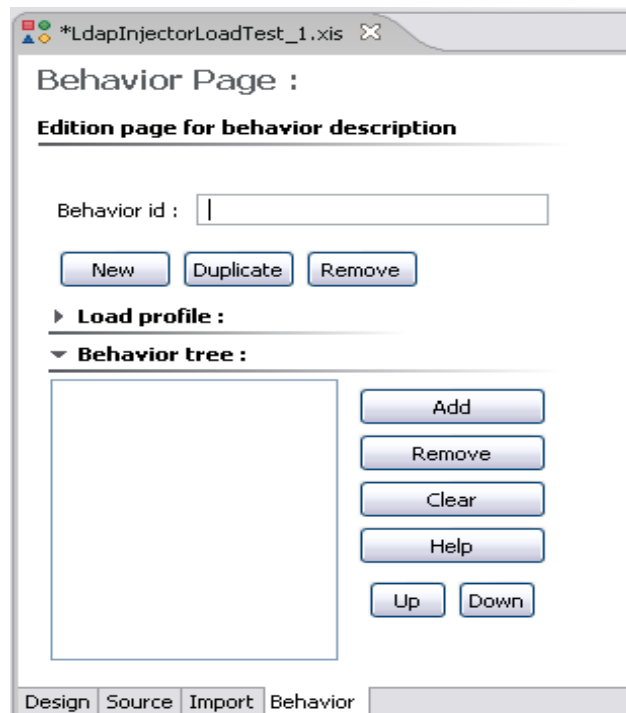 *LdapInjectorLoadTest_1.xis
Behavior Page :
Edition page for behavior description
Behavior id :
New Duplicate Remove
Load profile :
Behavior tree :
Add
Remove
Clear
Help
Up Down
Design Source Import Behavior